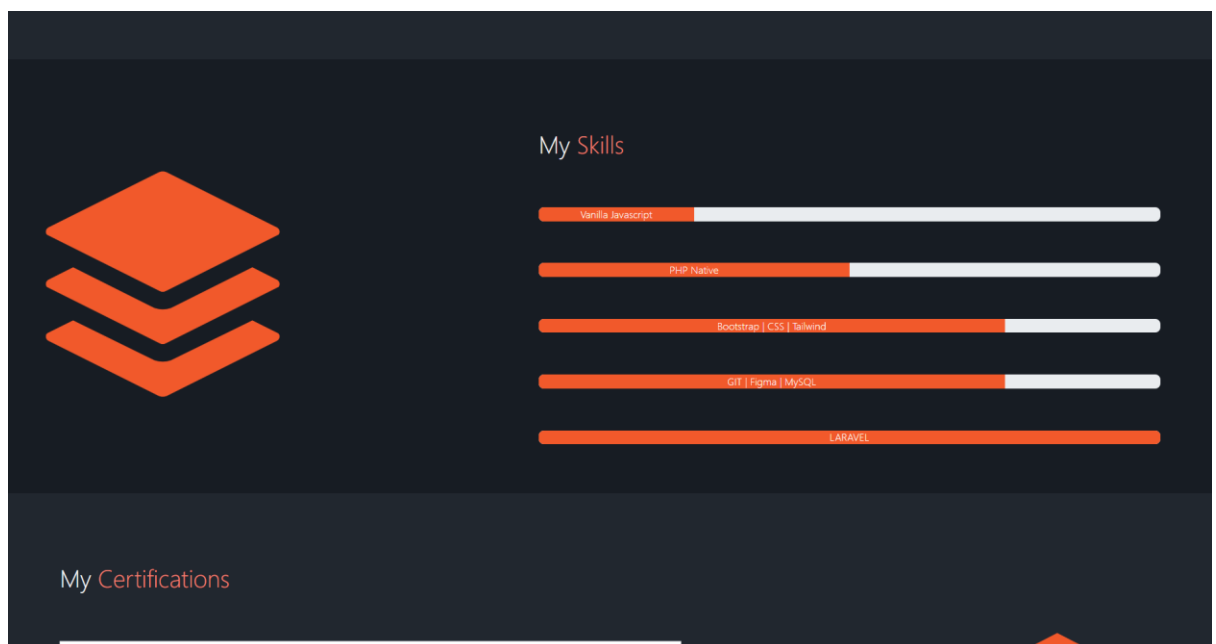 My Skills
Vanilla Javascript
PHP Native
Bootstrap | CSS | Tailwind
GIT | Figma | MySQL
LARAVEL
My Certifications